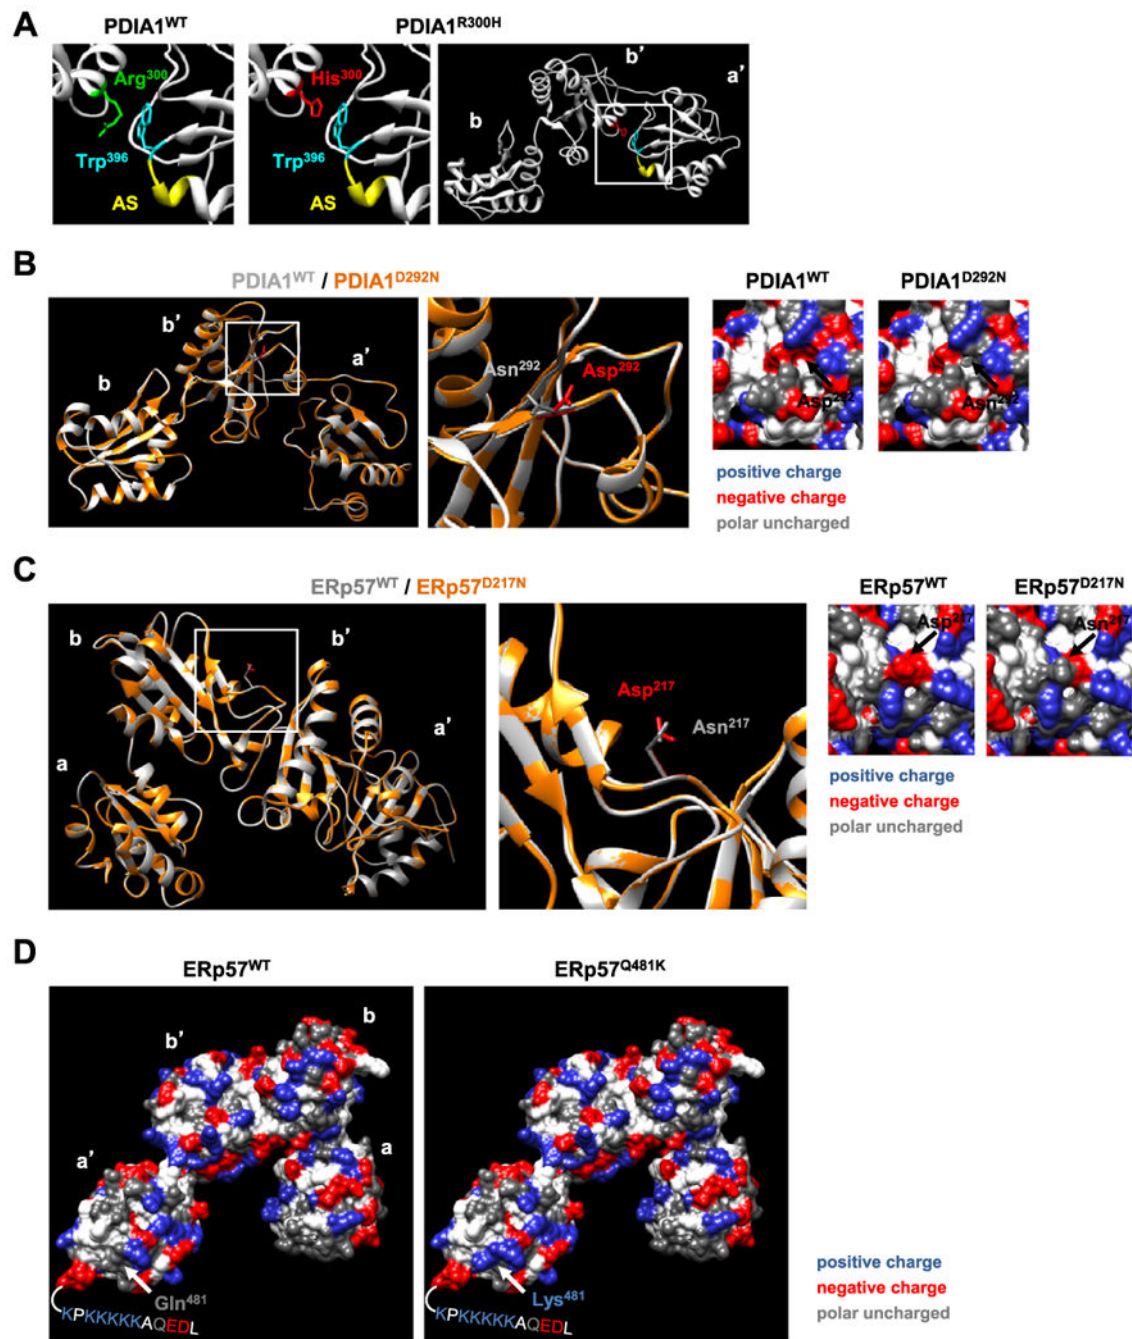 A
PDIA1WT
PDIA1R300H
Arg300
Trp396
AS
His300
Trp396
AS
b
b’
a’
B
PDIA1WT / PDIA1D292N
b
b’
a’
Asn292
Asp292
PDIA1WT
PDIA1D292N
Asp292
Asn292
positive charge
negative charge
polar uncharged
C
ERp57WT / ERp57D217N
b
b’
a
a’
Asp217
Asn217
ERp57WT
ERp57D217N
Asp217
Asn217
positive charge
negative charge
polar uncharged
D
ERp57WT
ERp57Q481K
b
b’
a
a’
Gln481
KPKKKKKAQEDL
Lys481
KPKKKKKAQEDL
positive charge
negative charge
polar uncharged